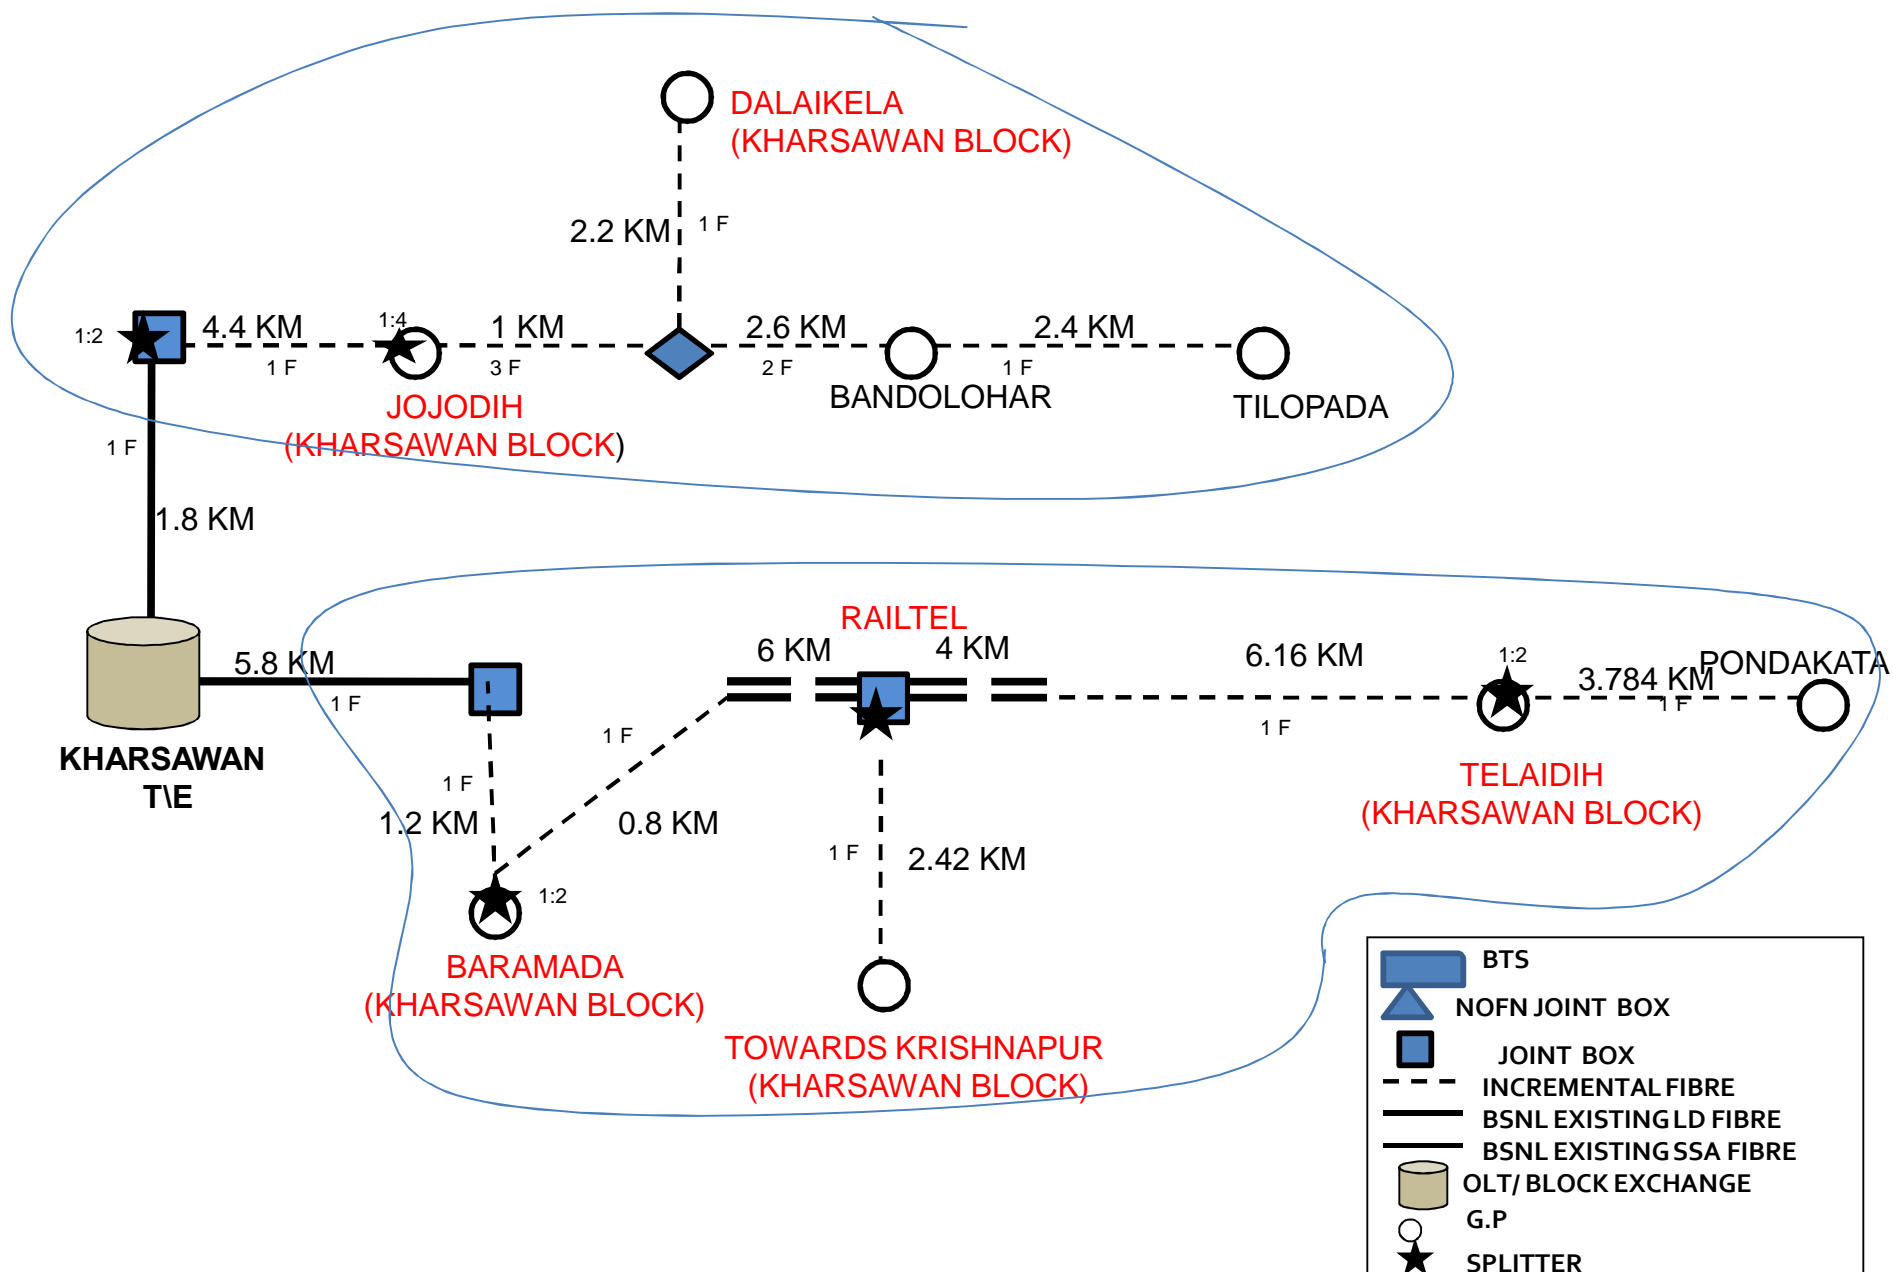 DALAIKELA
(KHARSAWAN BLOCK)
2.2 KM
1 F
1:2
4.4 KM
1 F
1:4
1 KM
3 F
2.6 KM
2 F
2.4 KM
1 F
JOJODIH
(KHARSAWAN BLOCK)
BANDOLOHAR
TILOPADA
1 F
1.8 KM
KHARSAWAN
T\E
5.8 KM
1 F
RAILTEL
6 KM
4 KM
6.16 KM
1 F
1:2
3.784 KM
1 F
PONDAKATA
1 F
1 F
1.2 KM
0.8 KM
1 F
2.42 KM
TELAIDIH
(KHARSAWAN BLOCK)
1:2
BARAMADA
(KHARSAWAN BLOCK)
TOWARDS KRISHNAPUR
(KHARSAWAN BLOCK)
BTS
NOFN JOINT BOX
JOINT BOX
INCREMENTAL FIBRE
BSNL EXISTING LD FIBRE
BSNL EXISTING SSA FIBRE
OLT/ BLOCK EXCHANGE
G.P
SPLITTER